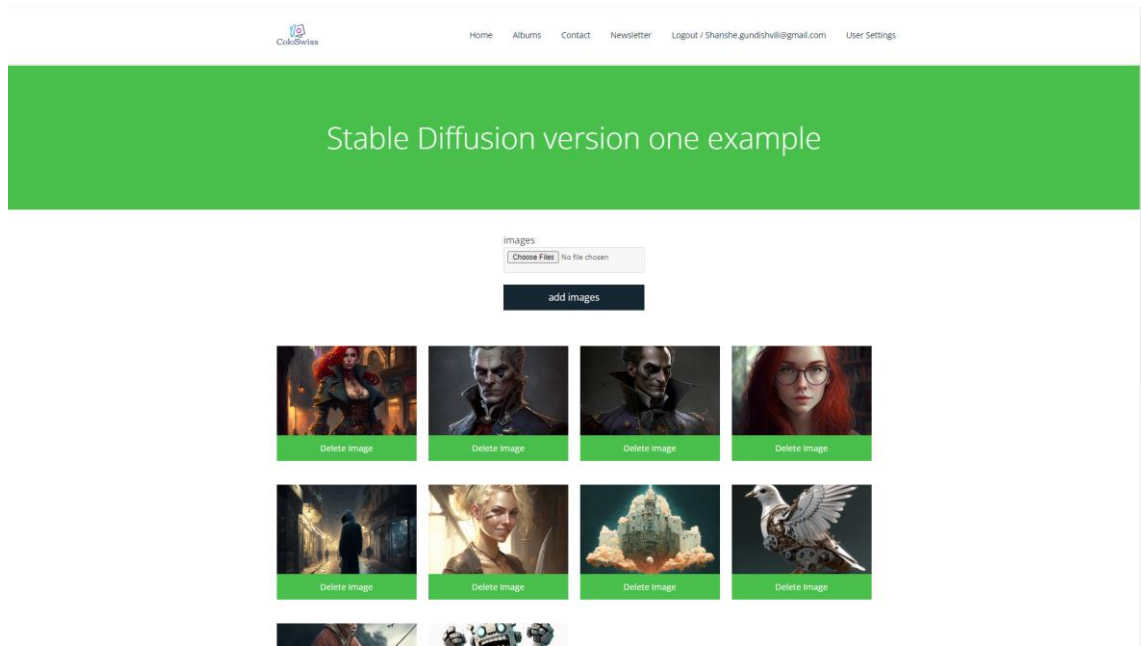 ColoSwiss
Home Albums Contact Newsletter Logout / Shanshe.gundishvili@gmail.com User Settings
Stable Diffusion version one example
images
Choose Files No file chosen
add images
Delete Image Delete Image Delete Image Delete Image
Delete Image Delete Image Delete Image Delete Image